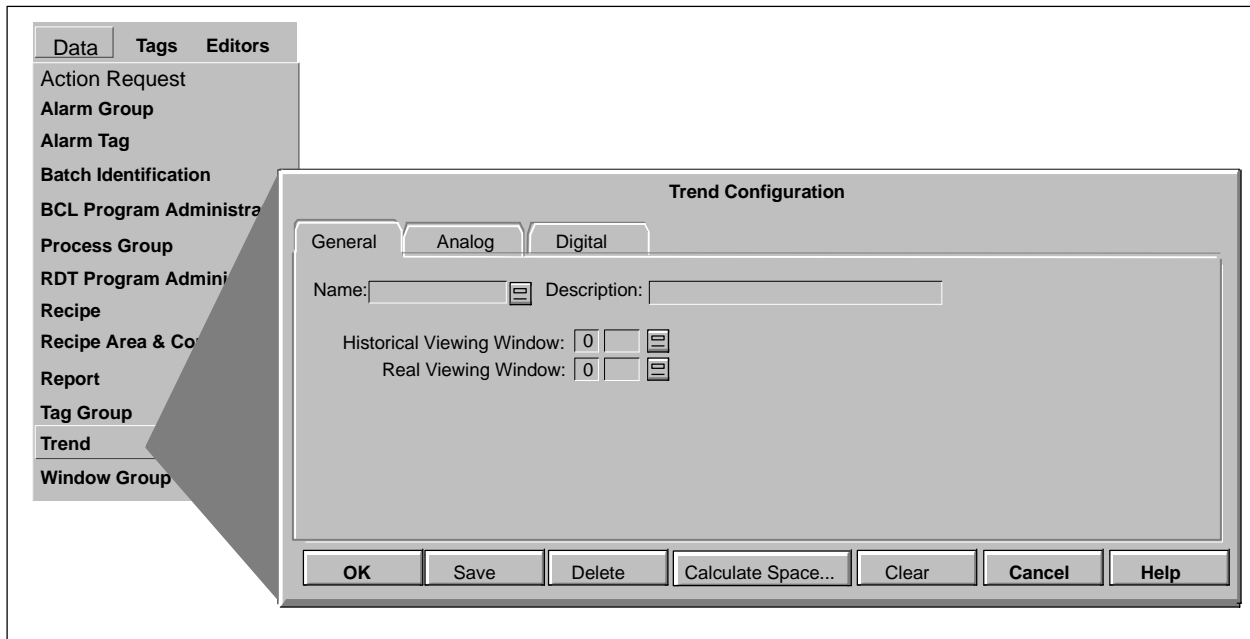 Data Tags Editors
Action Request
Alarm Group
Alarm Tag
Batch Identification
BCL Program Administra
Process Group
RDT Program Admini
Recipe
Recipe Area & Co
Report
Tag Group
Trend
Window Group
Trend Configuration
General Analog Digital
Name: Description:
Historical Viewing Window: 0
Real Viewing Window: 0
OK Save Delete Calculate Space... Clear Cancel Help